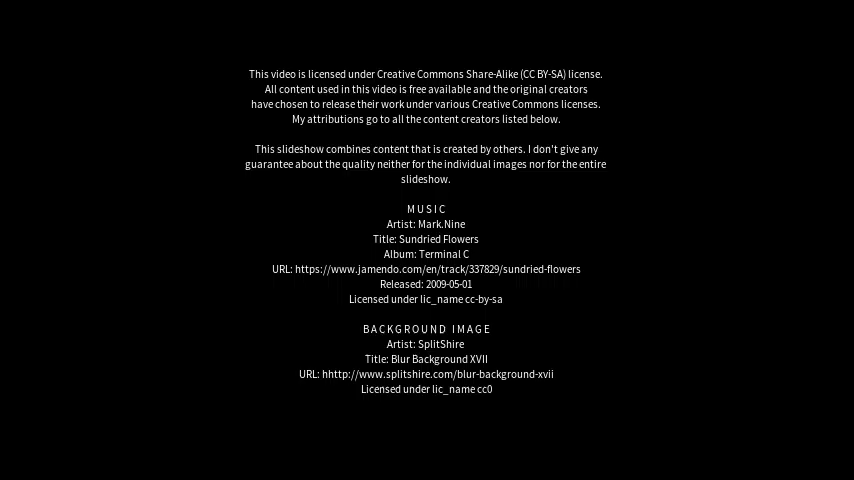 This video is licensed under Creative Commons Share-Alike (CC BY-SA) license.
All content used in this video is free available and the original creators
have chosen to release their work under various Creative Commons licenses.
My attributions go to all the content creators listed below.
This slideshow combines content that is created by others. I don't give any
guarantee about the quality neither for the individual images nor for the entire
slideshow.
MUSIC
Artist: Mark.Nine
Title: Sundried Flowers
Album: Terminal C
URL: https://www.jamendo.com/en/track/337829/sundried-flowers
Released: 2009-05-01
Licensed under lic_name cc-by-sa
BACKGROUND IMAGE
Artist: SplitShire
Title: Blur Background XVII
URL: hhttp://www.splitshire.com/blur-background-xvii
Licensed under lic_name cc0